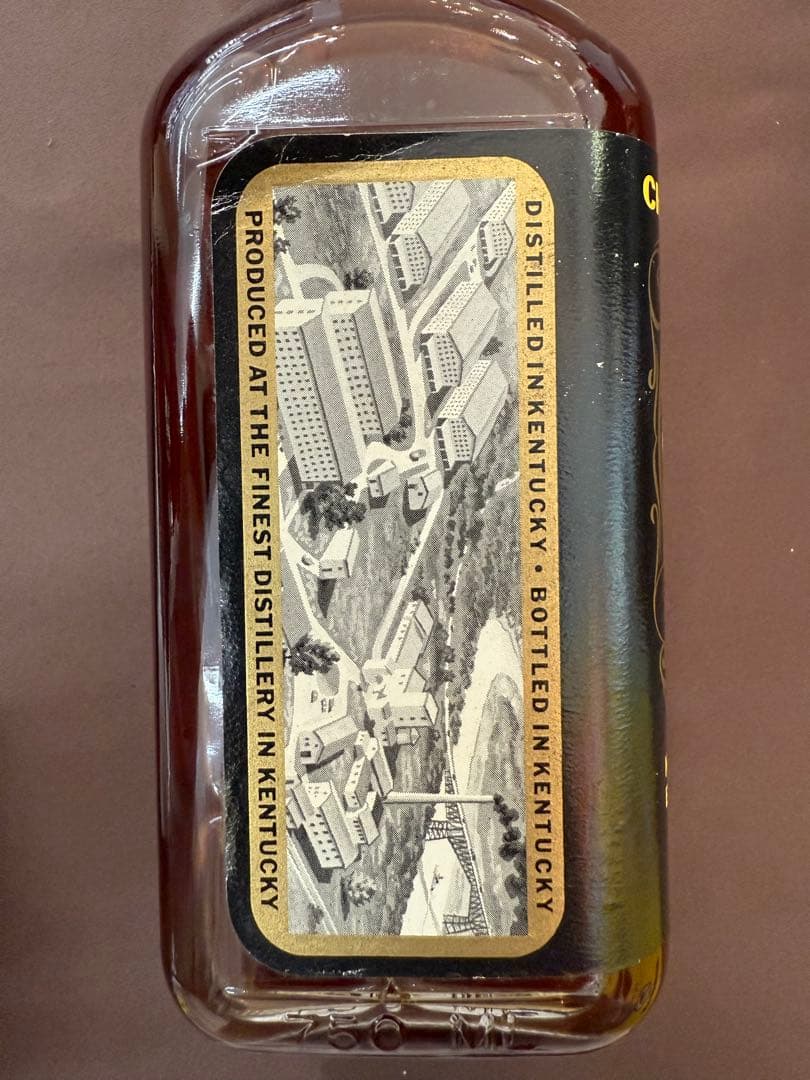 DISTILLED IN KENTUCKY • BOTTLED IN KENTUCKY
PRODUCED AT THE FINEST DISTILLERY IN KENTUCKY
750 ML